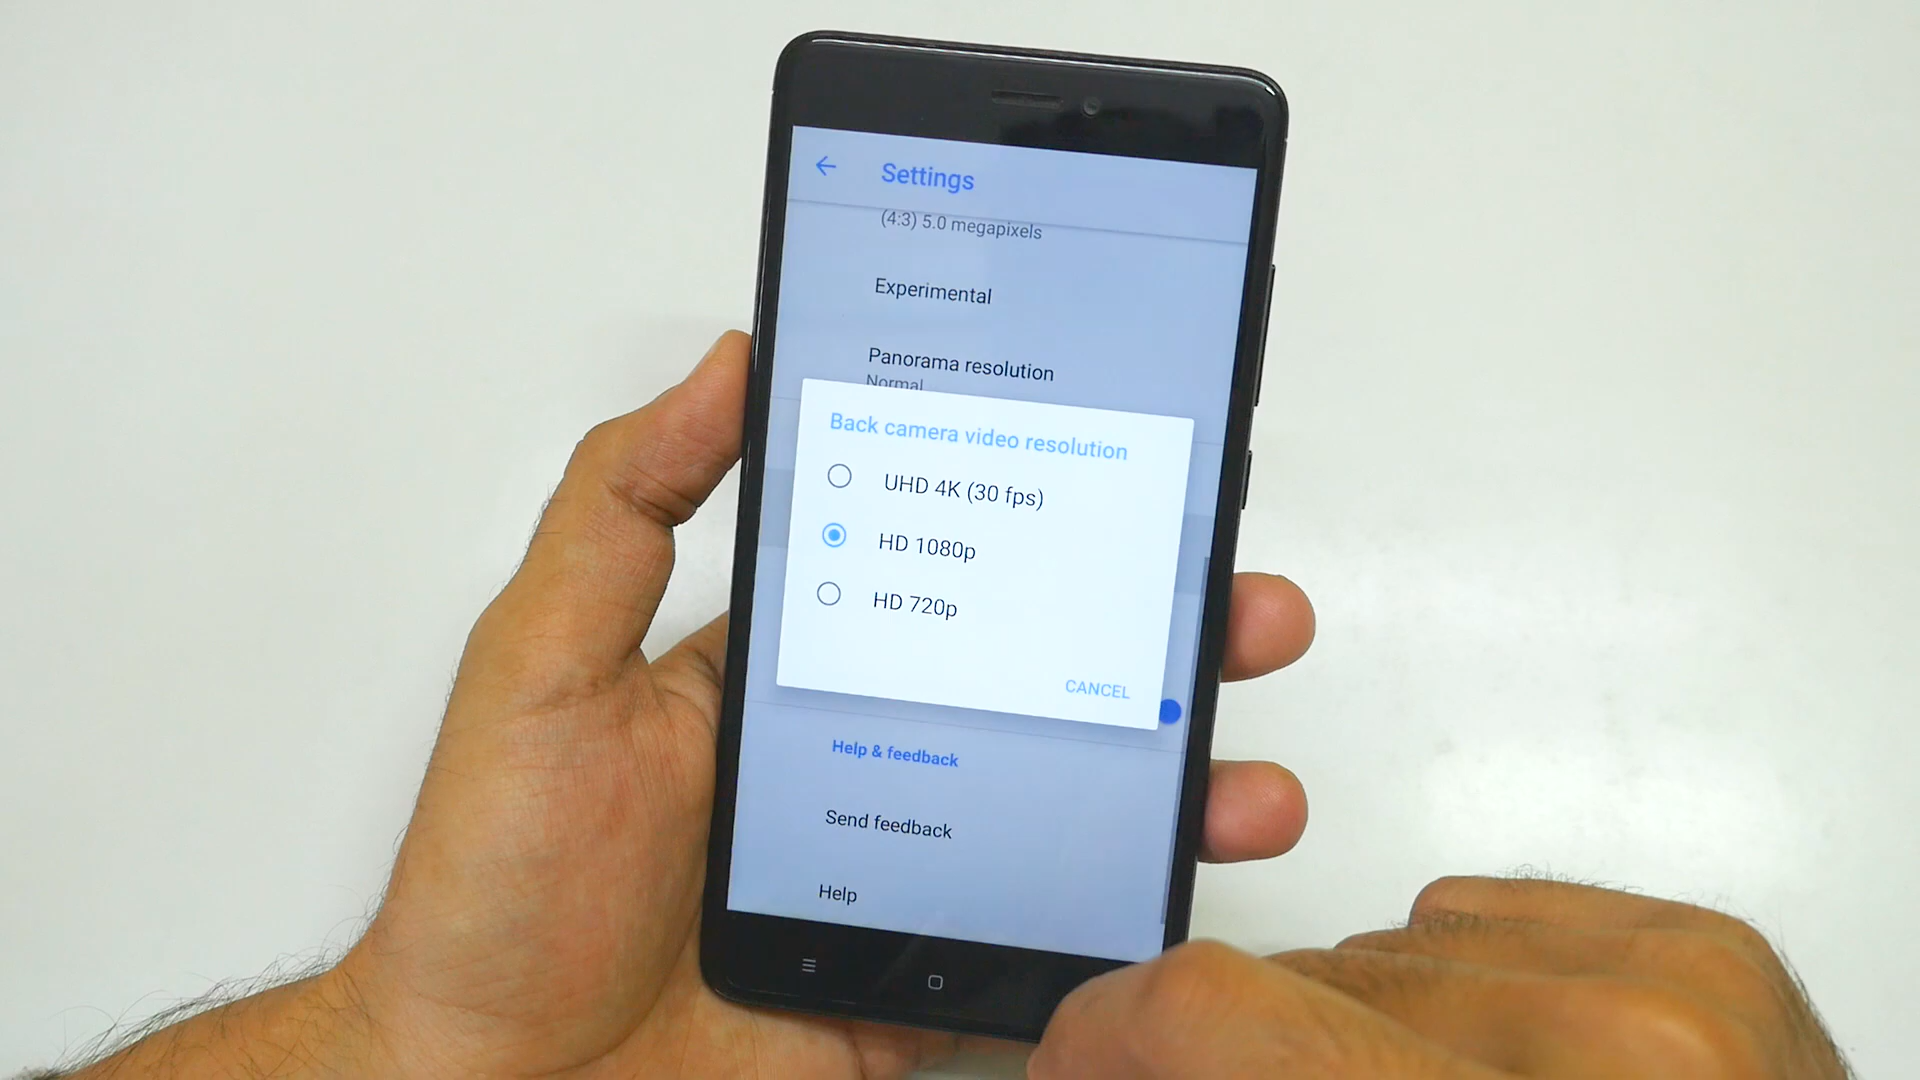 Settings
(4:3) 5.0 megapixels
Experimental
Panorama resolution
Normal
Back camera video resolution
UHD 4K (30 fps)
HD 1080p
HD 720p
CANCEL
Help & feedback
Send feedback
Help